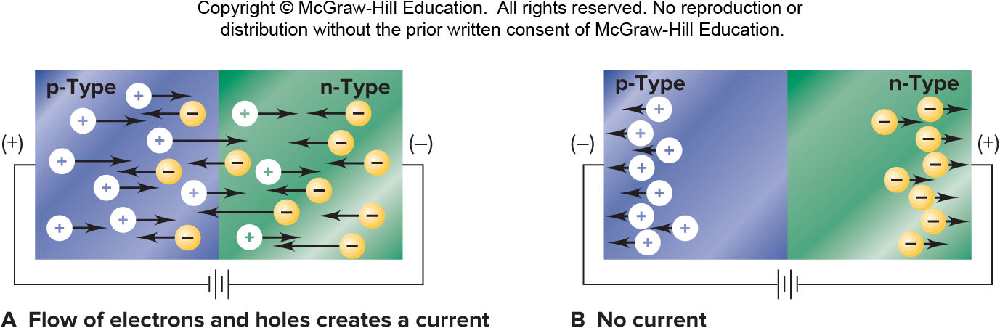 Copyright © McGraw-Hill Education.  All rights reserved. No reproduction or
distribution without the prior written consent of McGraw-Hill Education.
p-Type
n-Type
(+)
(−)
A  Flow of electrons and holes creates a current
p-Type
n-Type
(−)
(+)
B  No current